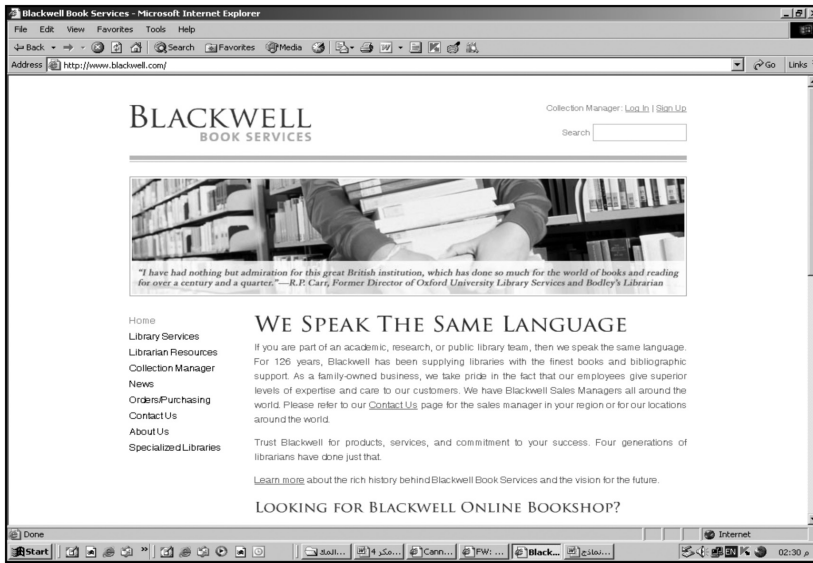 Blackwell Book Services - Microsoft Internet Explorer
File Edit View Favorites Tools Help
Back Search Favorites Media
Address http://www.blackwell.com/ Go Links
BLACKWELL
BOOK SERVICES
Collection Manager: Log In | Sign Up
Search
"I have had nothing but admiration for this great British institution, which has done so much for the world of books and reading
for over a century and a quarter."—R.P. Carr, Former Director of Oxford University Library Services and Bodley's Librarian
Home
Library Services
Librarian Resources
Collection Manager
News
Orders/Purchasing
Contact Us
About Us
Specialized Libraries
WE SPEAK THE SAME LANGUAGE
If you are part of an academic, research, or public library team, then we speak the same language.
For 126 years, Blackwell has been supplying libraries with the finest books and bibliographic
support. As a family-owned business, we take pride in the fact that our employees give superior
levels of expertise and care to our customers. We have Blackwell Sales Managers all around the
world. Please refer to our Contact Us page for the sales manager in your region or for our locations
around the world.
Trust Blackwell for products, services, and commitment to your success. Four generations of
librarians have done just that.
Learn more about the rich history behind Blackwell Book Services and the vision for the future.
LOOKING FOR BLACKWELL ONLINE BOOKSHOP?
Done Internet
Start مكر 4... Cann... FW: ... Black... نماذج... EN 02:30 م